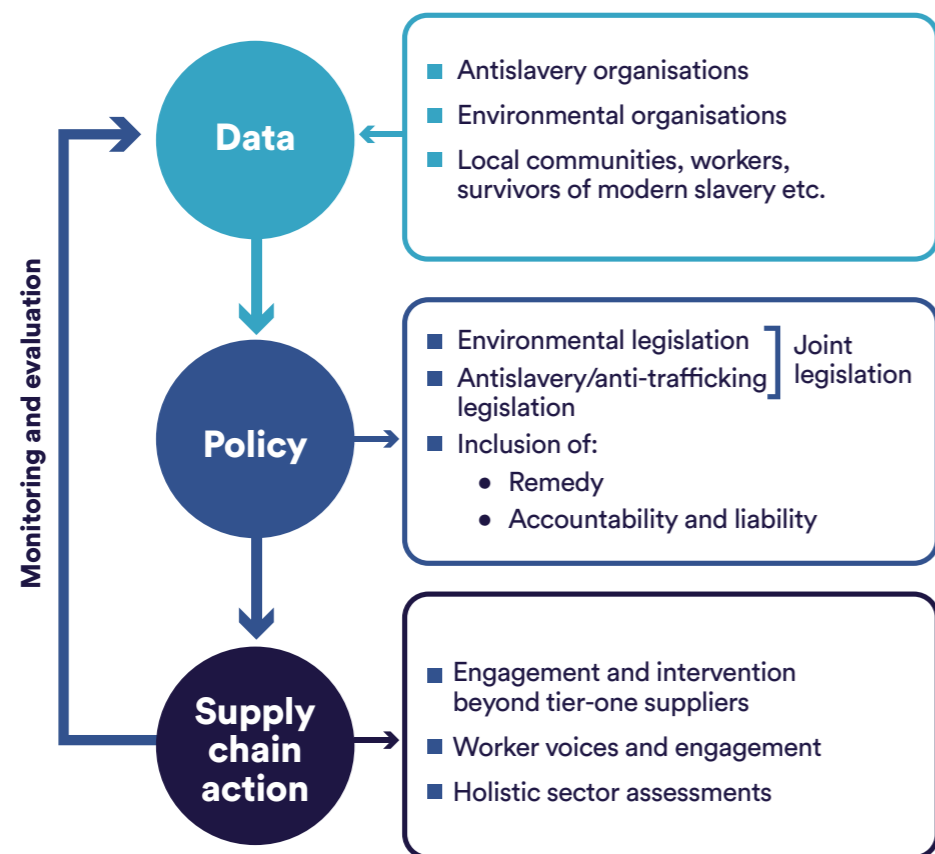 Data
Antislavery organisations
Environmental organisations
Local communities, workers,
survivors of modern slavery etc.
Monitoring and evaluation
Policy
Environmental legislation
Antislavery/anti-trafficking
legislation
Joint
legislation
Inclusion of:
Remedy
Accountability and liability
Supply
chain
action
Engagement and intervention
beyond tier-one suppliers
Worker voices and engagement
Holistic sector assessments